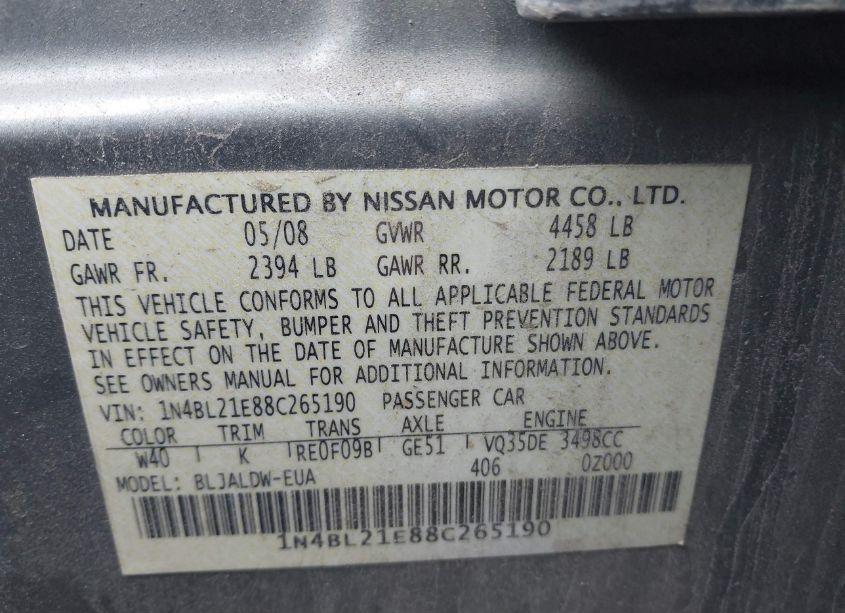 MANUFACTURED BY NISSAN MOTOR CO., LTD.
DATE 05/08 GVWR 4458 LB
GAWR FR. 2394 LB GAWR RR. 2189 LB
THIS VEHICLE CONFORMS TO ALL APPLICABLE FEDERAL MOTOR
VEHICLE SAFETY, BUMPER AND THEFT PREVENTION STANDARDS
IN EFFECT ON THE DATE OF MANUFACTURE SHOWN ABOVE.
SEE OWNERS MANUAL FOR ADDITIONAL INFORMATION.
VIN: 1N4BL21E88C265190 PASSENGER CAR
COLOR TRIM TRANS AXLE ENGINE
W40 K RE0F09B GE51 VQ35DE 3498CC
MODEL: BLJALDW-EUA 406 0Z000
1N4BL21E88C265190